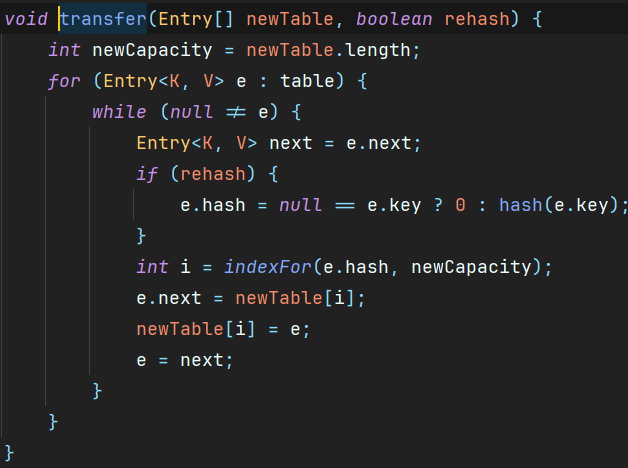 void transfer(Entry[] newTable, boolean rehash) {
    int newCapacity = newTable.length;
    for (Entry<K, V> e : table) {
        while (null != e) {
            Entry<K, V> next = e.next;
            if (rehash) {
                e.hash = null == e.key ? 0 : hash(e.key);
            }
            int i = indexFor(e.hash, newCapacity);
            e.next = newTable[i];
            newTable[i] = e;
            e = next;
        }
    }
}